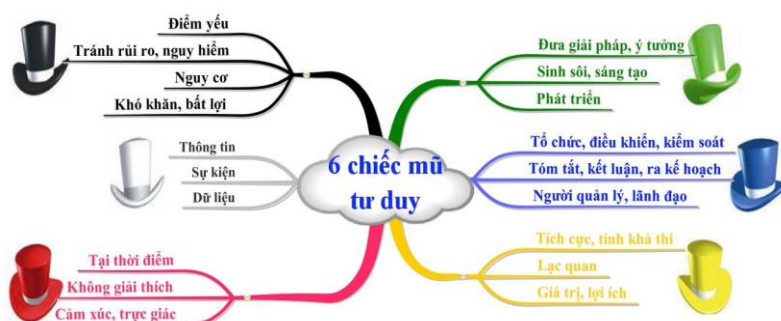 Điểm yếu
Tránh rủi ro, nguy hiểm
Nguy cơ
Khó khăn, bất lợi
Đưa giải pháp, ý tưởng
Sinh sôi, sáng tạo
Phát triển
Thông tin
Sự kiện
Dữ liệu
6 chiếc mũ
tư duy
Tổ chức, điều khiển, kiểm soát
Tóm tắt, kết luận, ra kế hoạch
Người quản lý, lãnh đạo
Tại thời điểm
Không giải thích
Cảm xúc, trực giác
Tích cực, tính khả thi
Lạc quan
Giá trị, lợi ích